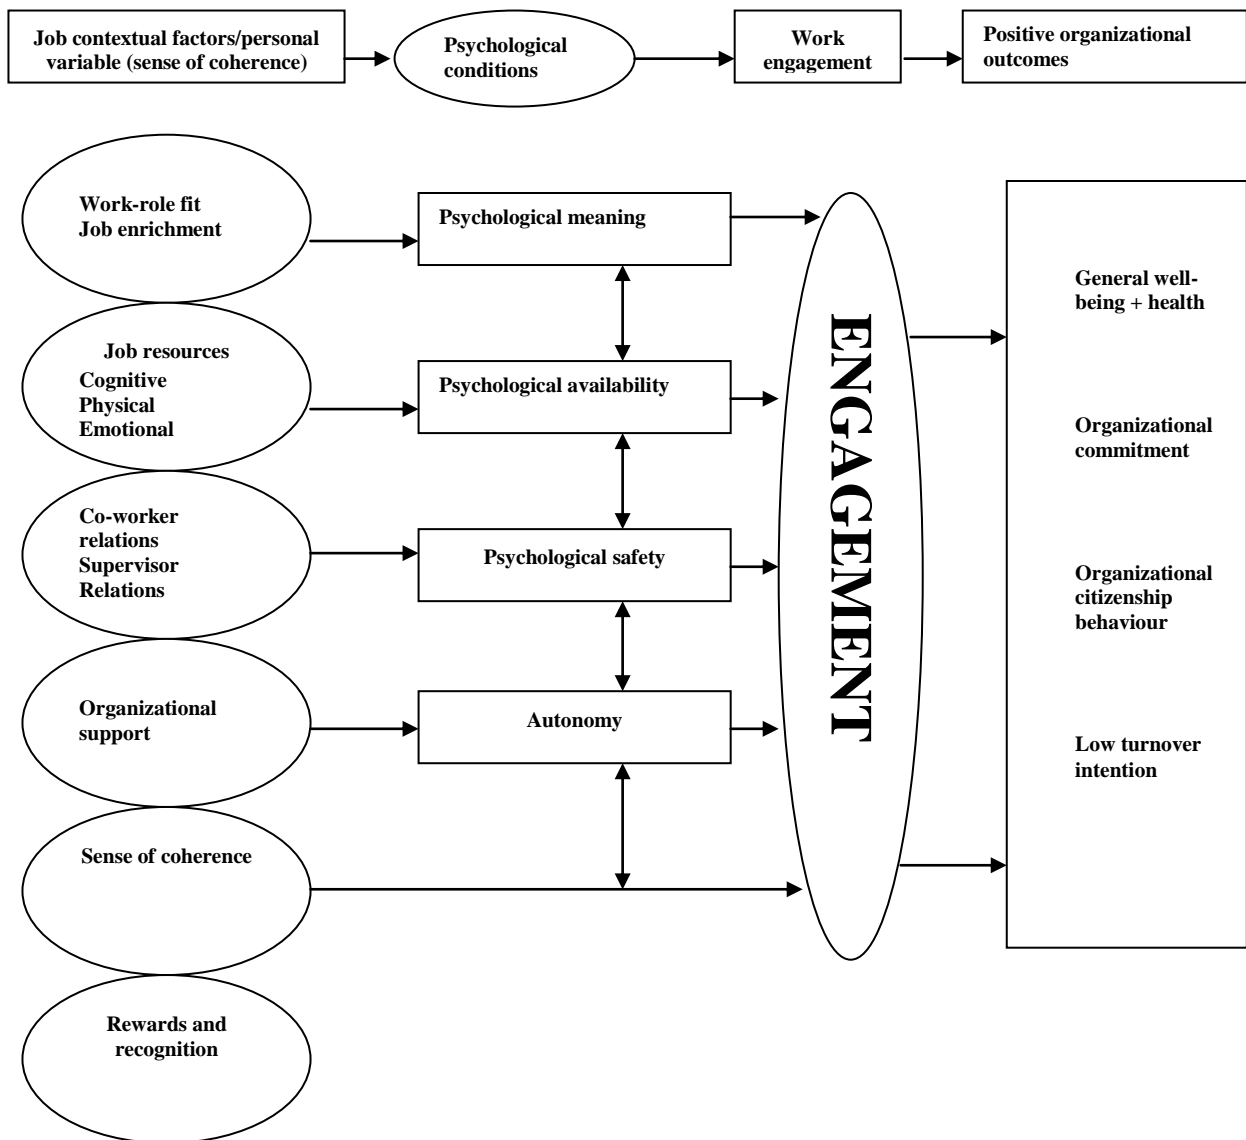 Job contextual factors/personal
variable (sense of coherence)
Psychological
conditions
Work
engagement
Positive organizational
outcomes
Work-role fit
Job enrichment
Psychological meaning
Job resources
Cognitive
Physical
Emotional
Psychological availability
Co-worker
relations
Supervisor
Relations
Psychological safety
Organizational
support
Autonomy
Sense of coherence
Rewards and
recognition
ENGAGEMENT
General well-
being + health
Organizational
commitment
Organizational
citizenship
behaviour
Low turnover
intention